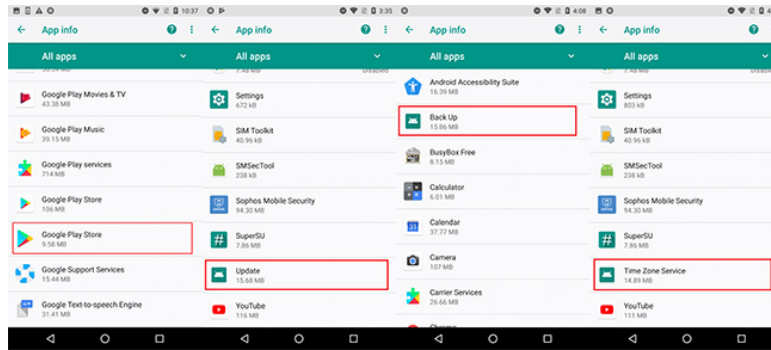 10:37
App info
All apps
Google Play Movies & TV
43.38 MB
Google Play Music
39.15 MB
Google Play services
714 MB
Google Play Store
106 MB
Google Play Store
9.58 MB
Google Support Services
15.44 MB
Google Text-to-speech Engine
31.41 MB
3:35
App info
All apps
7.48 MB
Disabled
Settings
672 kB
SIM Toolkit
40.96 kB
SMSecTool
238 kB
Sophos Mobile Security
94.30 MB
SuperSU
7.86 MB
Update
15.68 MB
YouTube
116 MB
4:08
App info
All apps
Android Accessibility Suite
16.39 MB
Back Up
15.86 MB
BusyBox Free
8.15 MB
Calculator
6.01 MB
Calendar
37.77 MB
Camera
107 MB
Carrier Services
26.66 MB
Chrome
App info
All apps
7.48 MB
Settings
803 kB
SIM Toolkit
40.96 kB
SMSecTool
238 kB
Sophos Mobile Security
94.30 MB
SuperSU
7.86 MB
Time Zone Service
14.89 MB
YouTube
111 MB